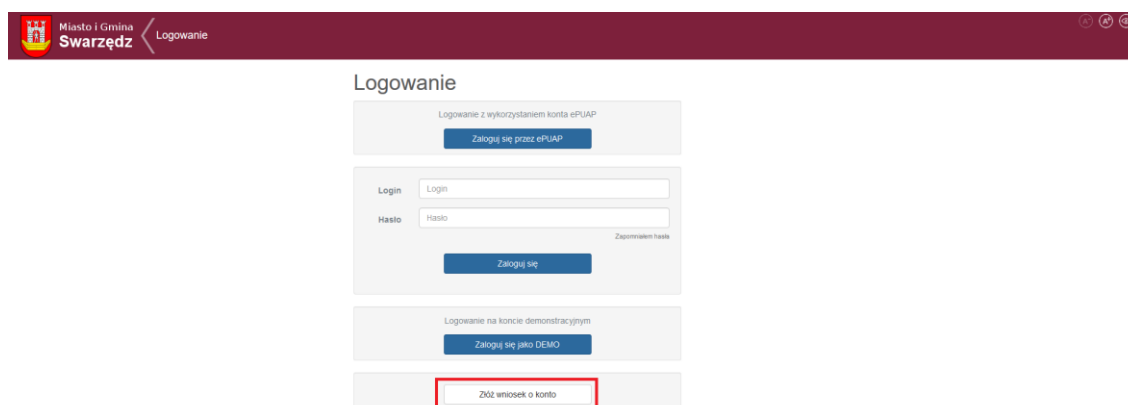 Miasto i Gmina
Swarzędz
Logowanie
Logowanie
Logowanie z wykorzystaniem konta ePUAP
Zaloguj się przez ePUAP
Login
Login
Hasło
Hasło
Zapomniałem hasła
Zaloguj się
Logowanie na koncie demonstracyjnym
Zaloguj się jako DEMO
Złóż wniosek o konto